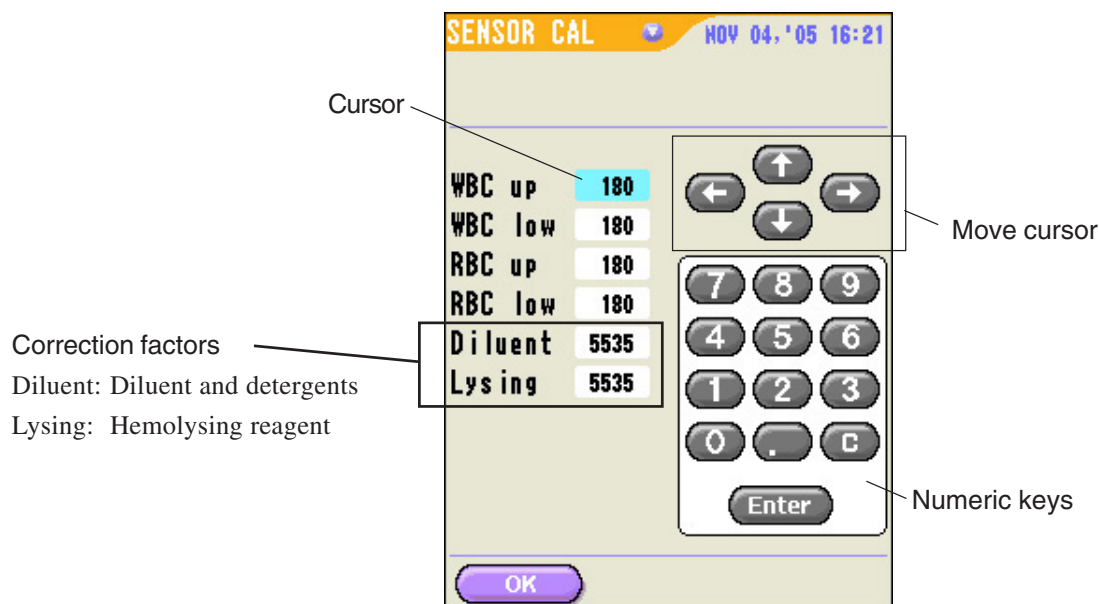 SENSOR CAL NOV 04,'05 16:21
Cursor
WBC up 180
WBC low 180
RBC up 180
RBC low 180
Diluent 5535
Lysing 5535
Correction factors
Diluent: Diluent and detergents
Lysing: Hemolysing reagent
Move cursor
7 8 9
4 5 6
1 2 3
0 . C
Enter
Numeric keys
OK